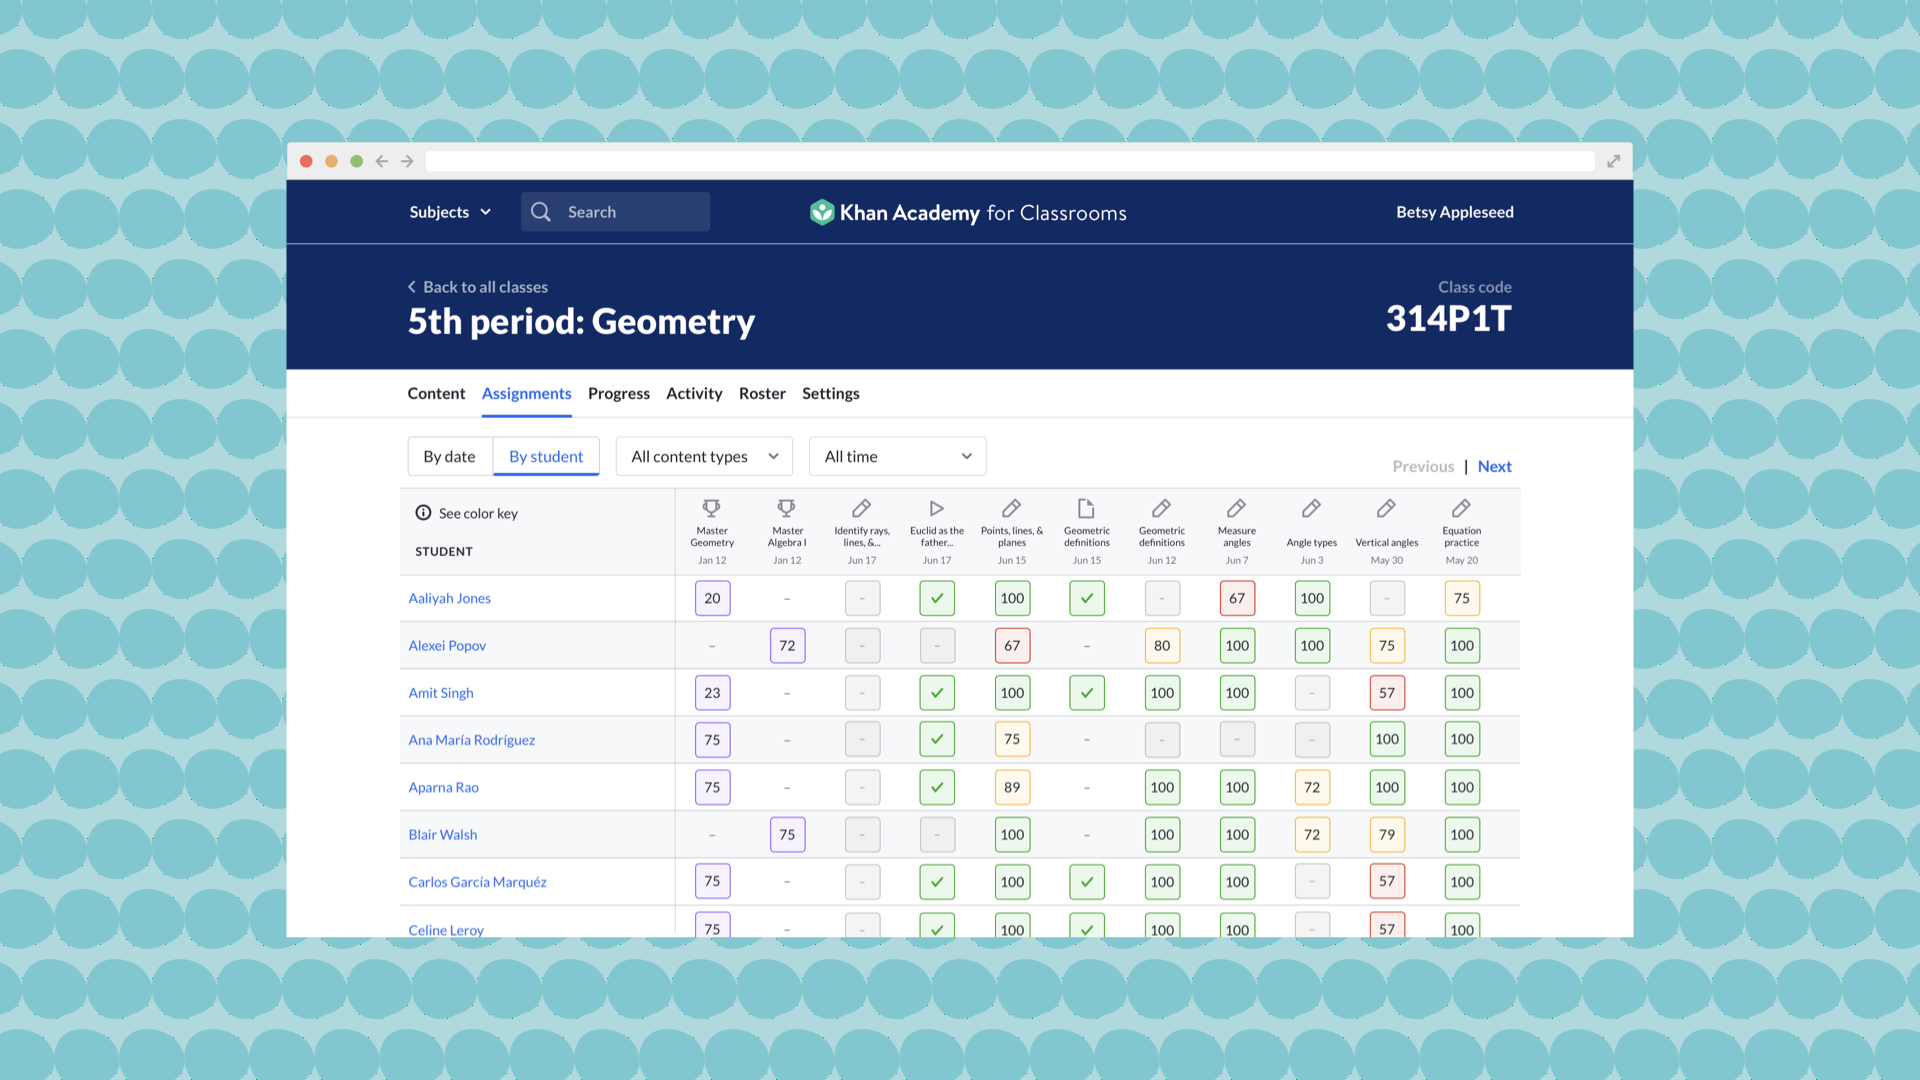 Subjects Search Khan Academy for Classrooms Betsy Appleseed
Back to all classes Class code
5th period: Geometry 314P1T
Content Assignments Progress Activity Roster Settings
By date By student All content types All time Previous | Next
See color key
STUDENT
Master Geometry Jan 12
Master Algebra I Jan 12
Identify rays, lines, &... Jun 17
Euclid as the father... Jun 17
Points, lines, & planes Jun 15
Geometric definitions Jun 15
Geometric definitions Jun 12
Measure angles Jun 7
Angle types Jun 3
Vertical angles May 30
Equation practice May 20
Aaliyah Jones 20 - - ✓ 100 ✓ - 67 100 - 75
Alexei Popov - 72 - - 67 - 80 100 100 75 100
Amit Singh 23 - - ✓ 100 ✓ 100 100 - 57 100
Ana María Rodríguez 75 - - ✓ 75 - - - - 100 100
Aparna Rao 75 - - ✓ 89 - 100 100 72 100 100
Blair Walsh - 75 - - 100 - 100 100 72 79 100
Carlos García Marquéz 75 - - ✓ 100 ✓ 100 100 - 57 100
Celine Leroy 75 - - ✓ 100 ✓ 100 100 - 57 100